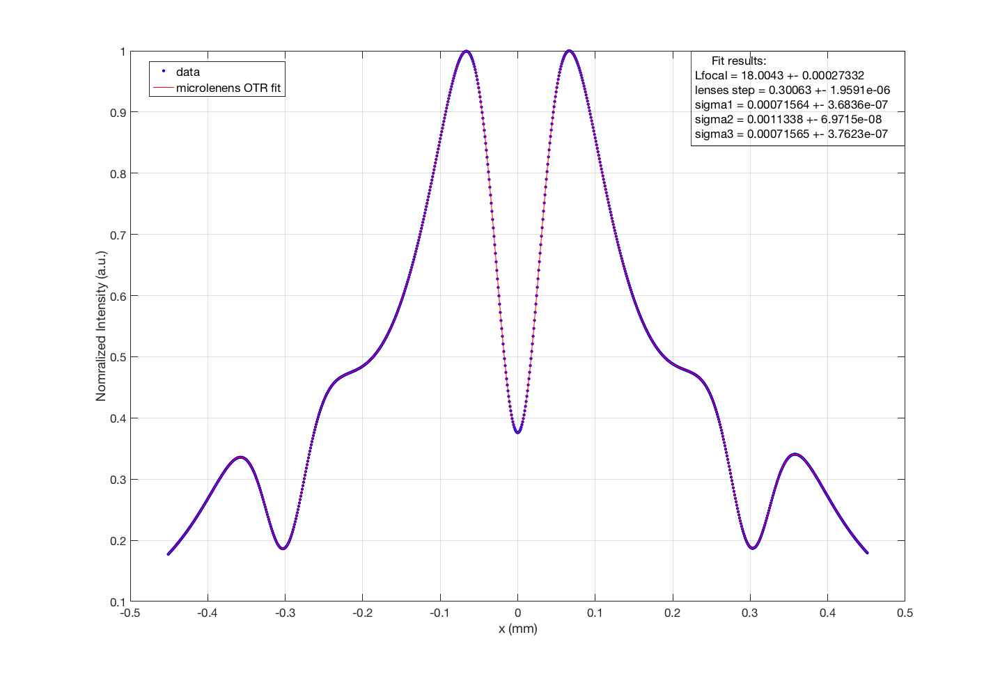 data
microlenens OTR fit
Fit results:
Lfocal = 18.0043 +- 0.00027332
lenses step = 0.30063 +- 1.9591e-06
sigma1 = 0.00071564 +- 3.6836e-07
sigma2 = 0.0011338 +- 6.9715e-08
sigma3 = 0.00071565 +- 3.7623e-07
Nomralized Intensity (a.u.)
1
0.9
0.8
0.7
0.6
0.5
0.4
0.3
0.2
0.1
-0.5 -0.4 -0.3 -0.2 -0.1 0 0.1 0.2 0.3 0.4 0.5
x (mm)